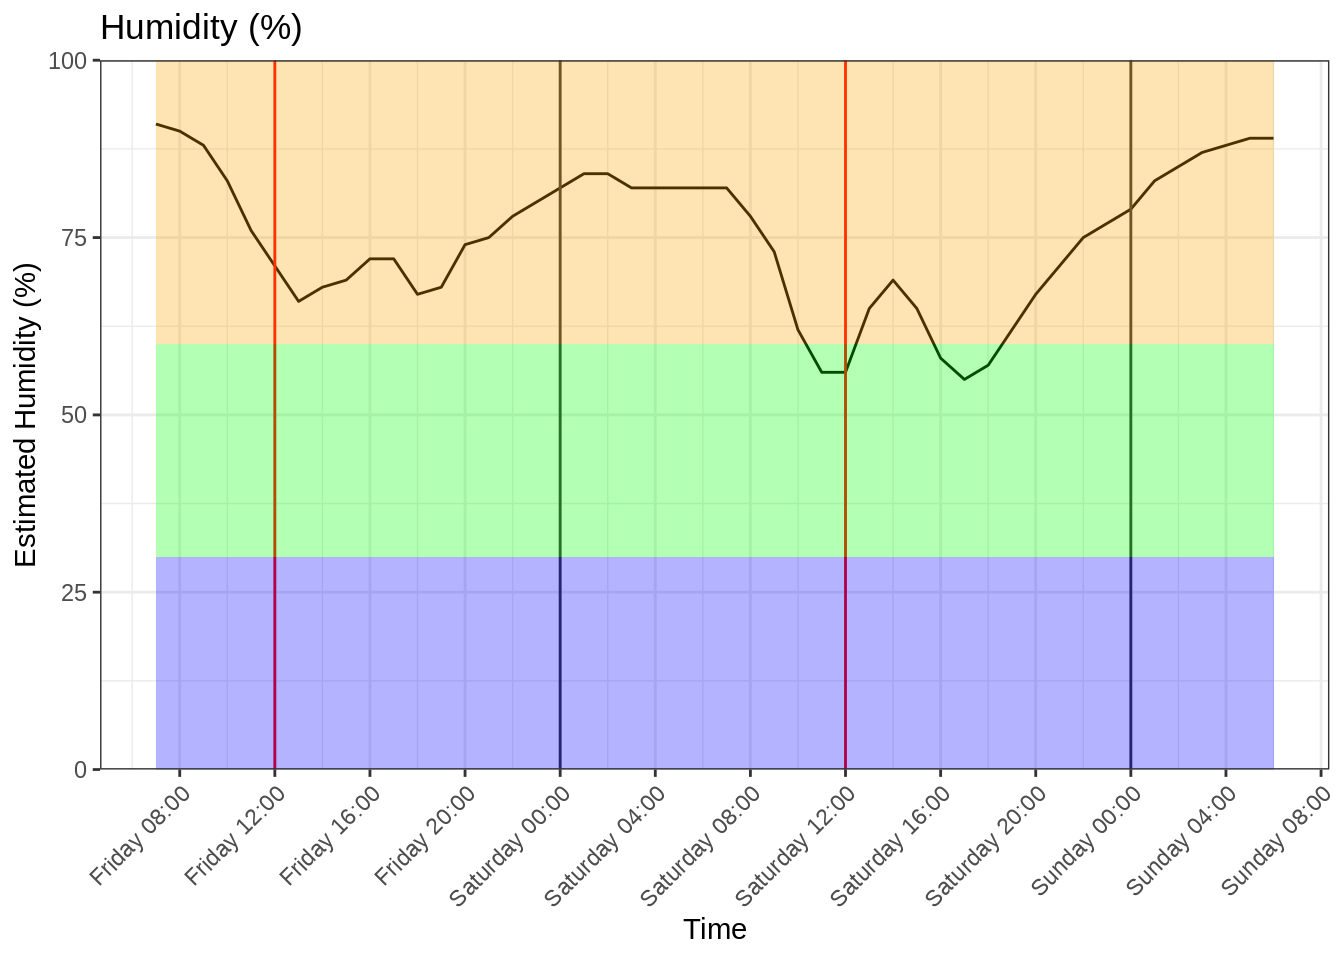 Humidity (%)
100
75
50
25
0
Estimated Humidity (%)
Friday 08:00
Friday 12:00
Friday 16:00
Friday 20:00
Saturday 00:00
Saturday 04:00
Saturday 08:00
Saturday 12:00
Saturday 16:00
Saturday 20:00
Sunday 00:00
Sunday 04:00
Sunday 08:00
Time